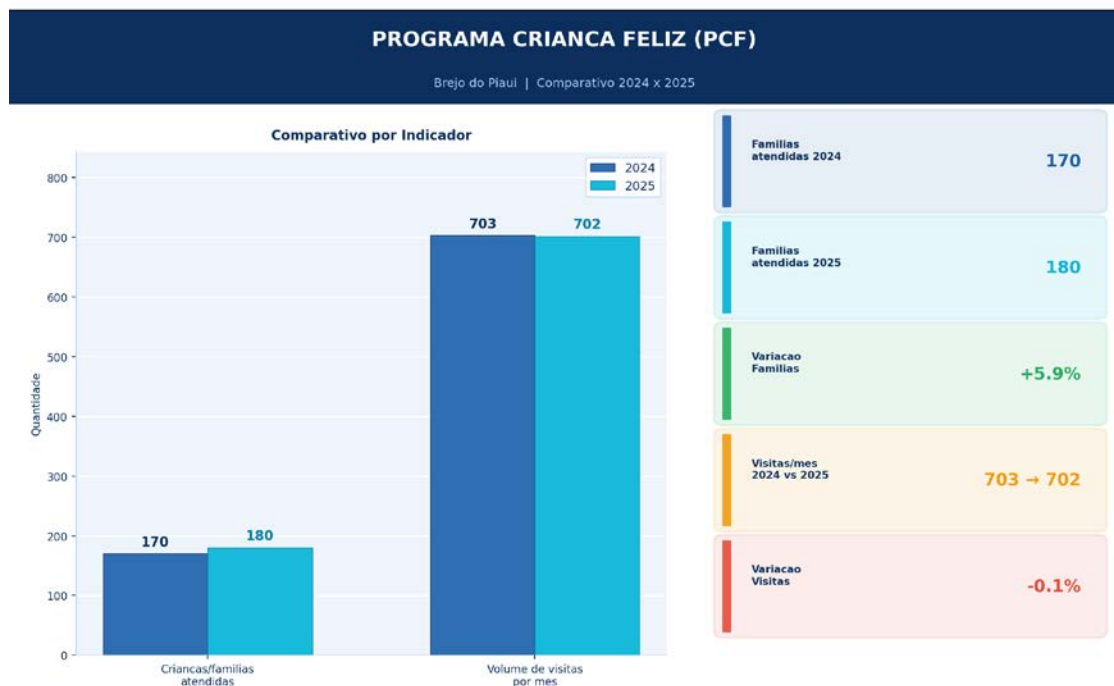 PROGRAMA CRIANCA FELIZ (PCF)
Brejo do Piaui | Comparativo 2024 x 2025
Comparativo por Indicador
2024
2025
Quantidade
800
700
600
500
400
300
200
100
0
170
180
703
702
Criancas/familias
atendidas
Volume de visitas
por mes
Familias
atendidas 2024
170
Familias
atendidas 2025
180
Variacao
Familias
+5.9%
Visitas/mes
2024 vs 2025
703 → 702
Variacao
Visitas
-0.1%